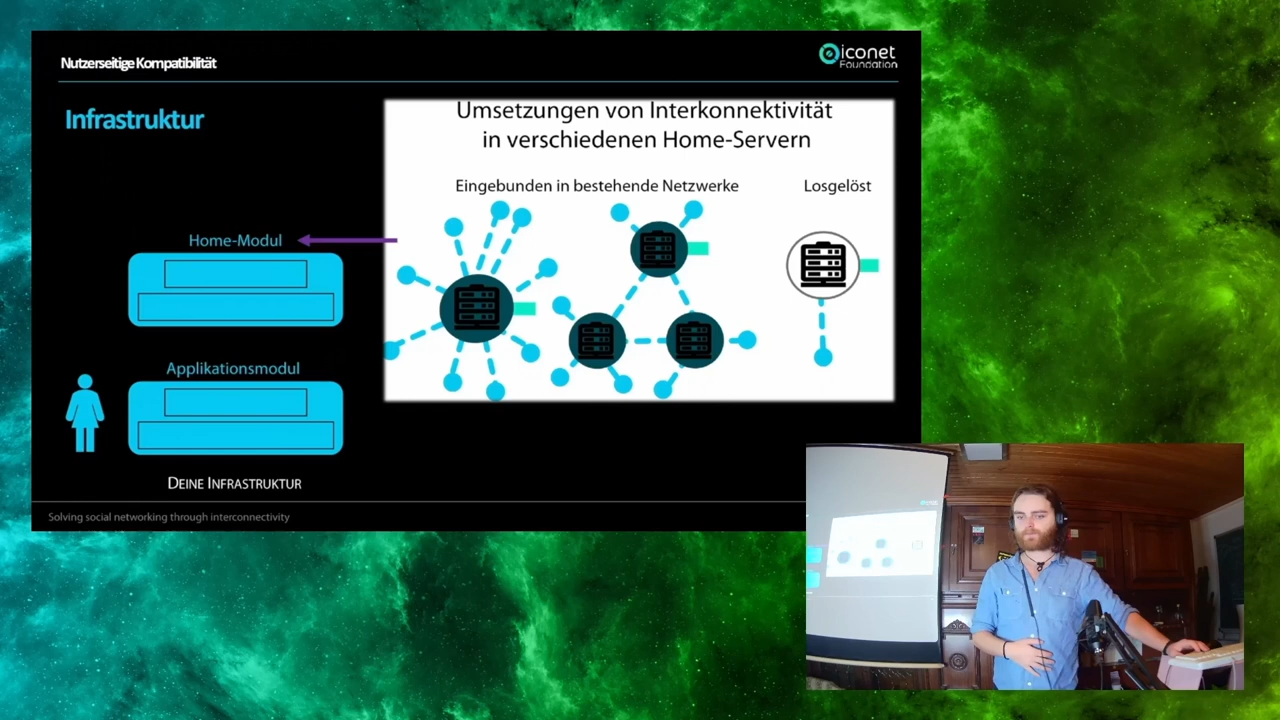 Nutzerseitige Kompatibilität
iconet
Foundation
Infrastruktur
Umsetzungen von Interkonnektivität
in verschiedenen Home-Servern
Eingebunden in bestehende Netzwerke
Losgelöst
Home-Modul
Applikationsmodul
DEINE INFRASTRUKTUR
Solving social networking through interconnectivity